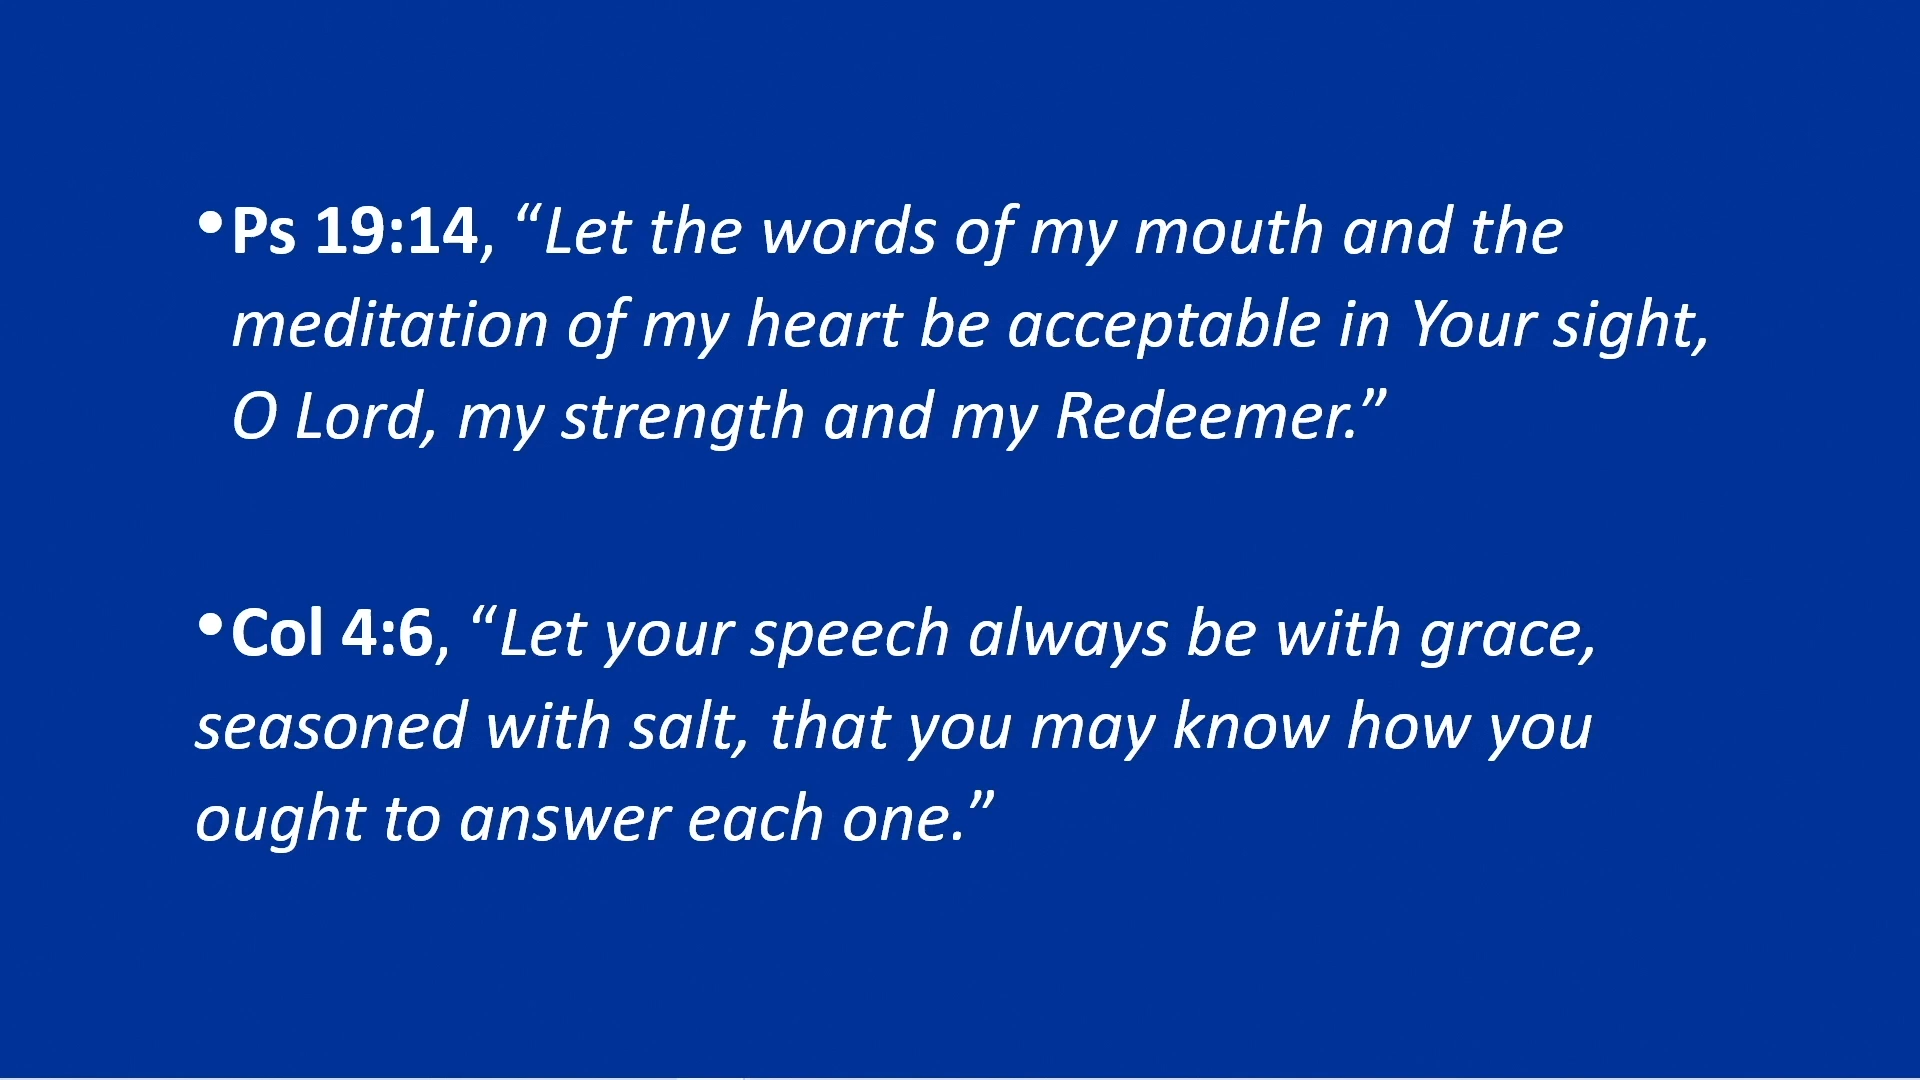 •Ps 19:14, “Let the words of my mouth and the
meditation of my heart be acceptable in Your sight,
O Lord, my strength and my Redeemer.”
•Col 4:6, “Let your speech always be with grace,
seasoned with salt, that you may know how you
ought to answer each one.”